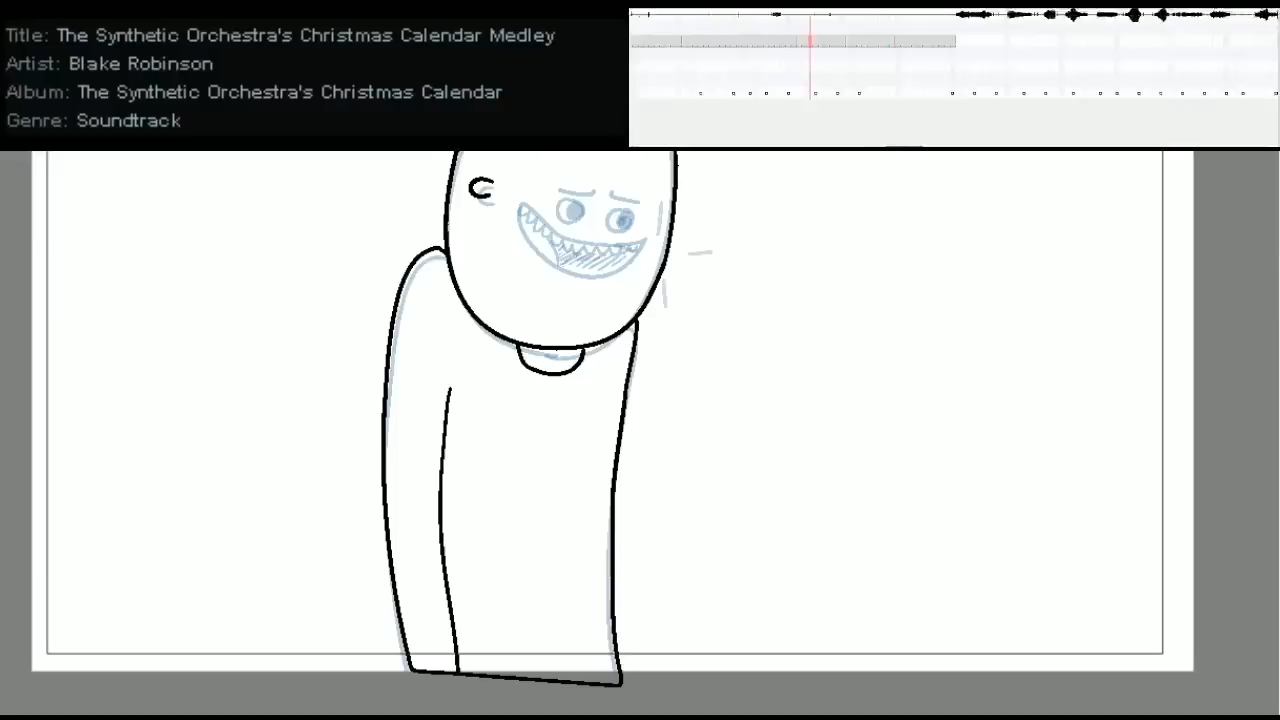 Title: The Synthetic Orchestra's Christmas Calendar Medley
Artist: Blake Robinson
Album: The Synthetic Orchestra's Christmas Calendar
Genre: Soundtrack